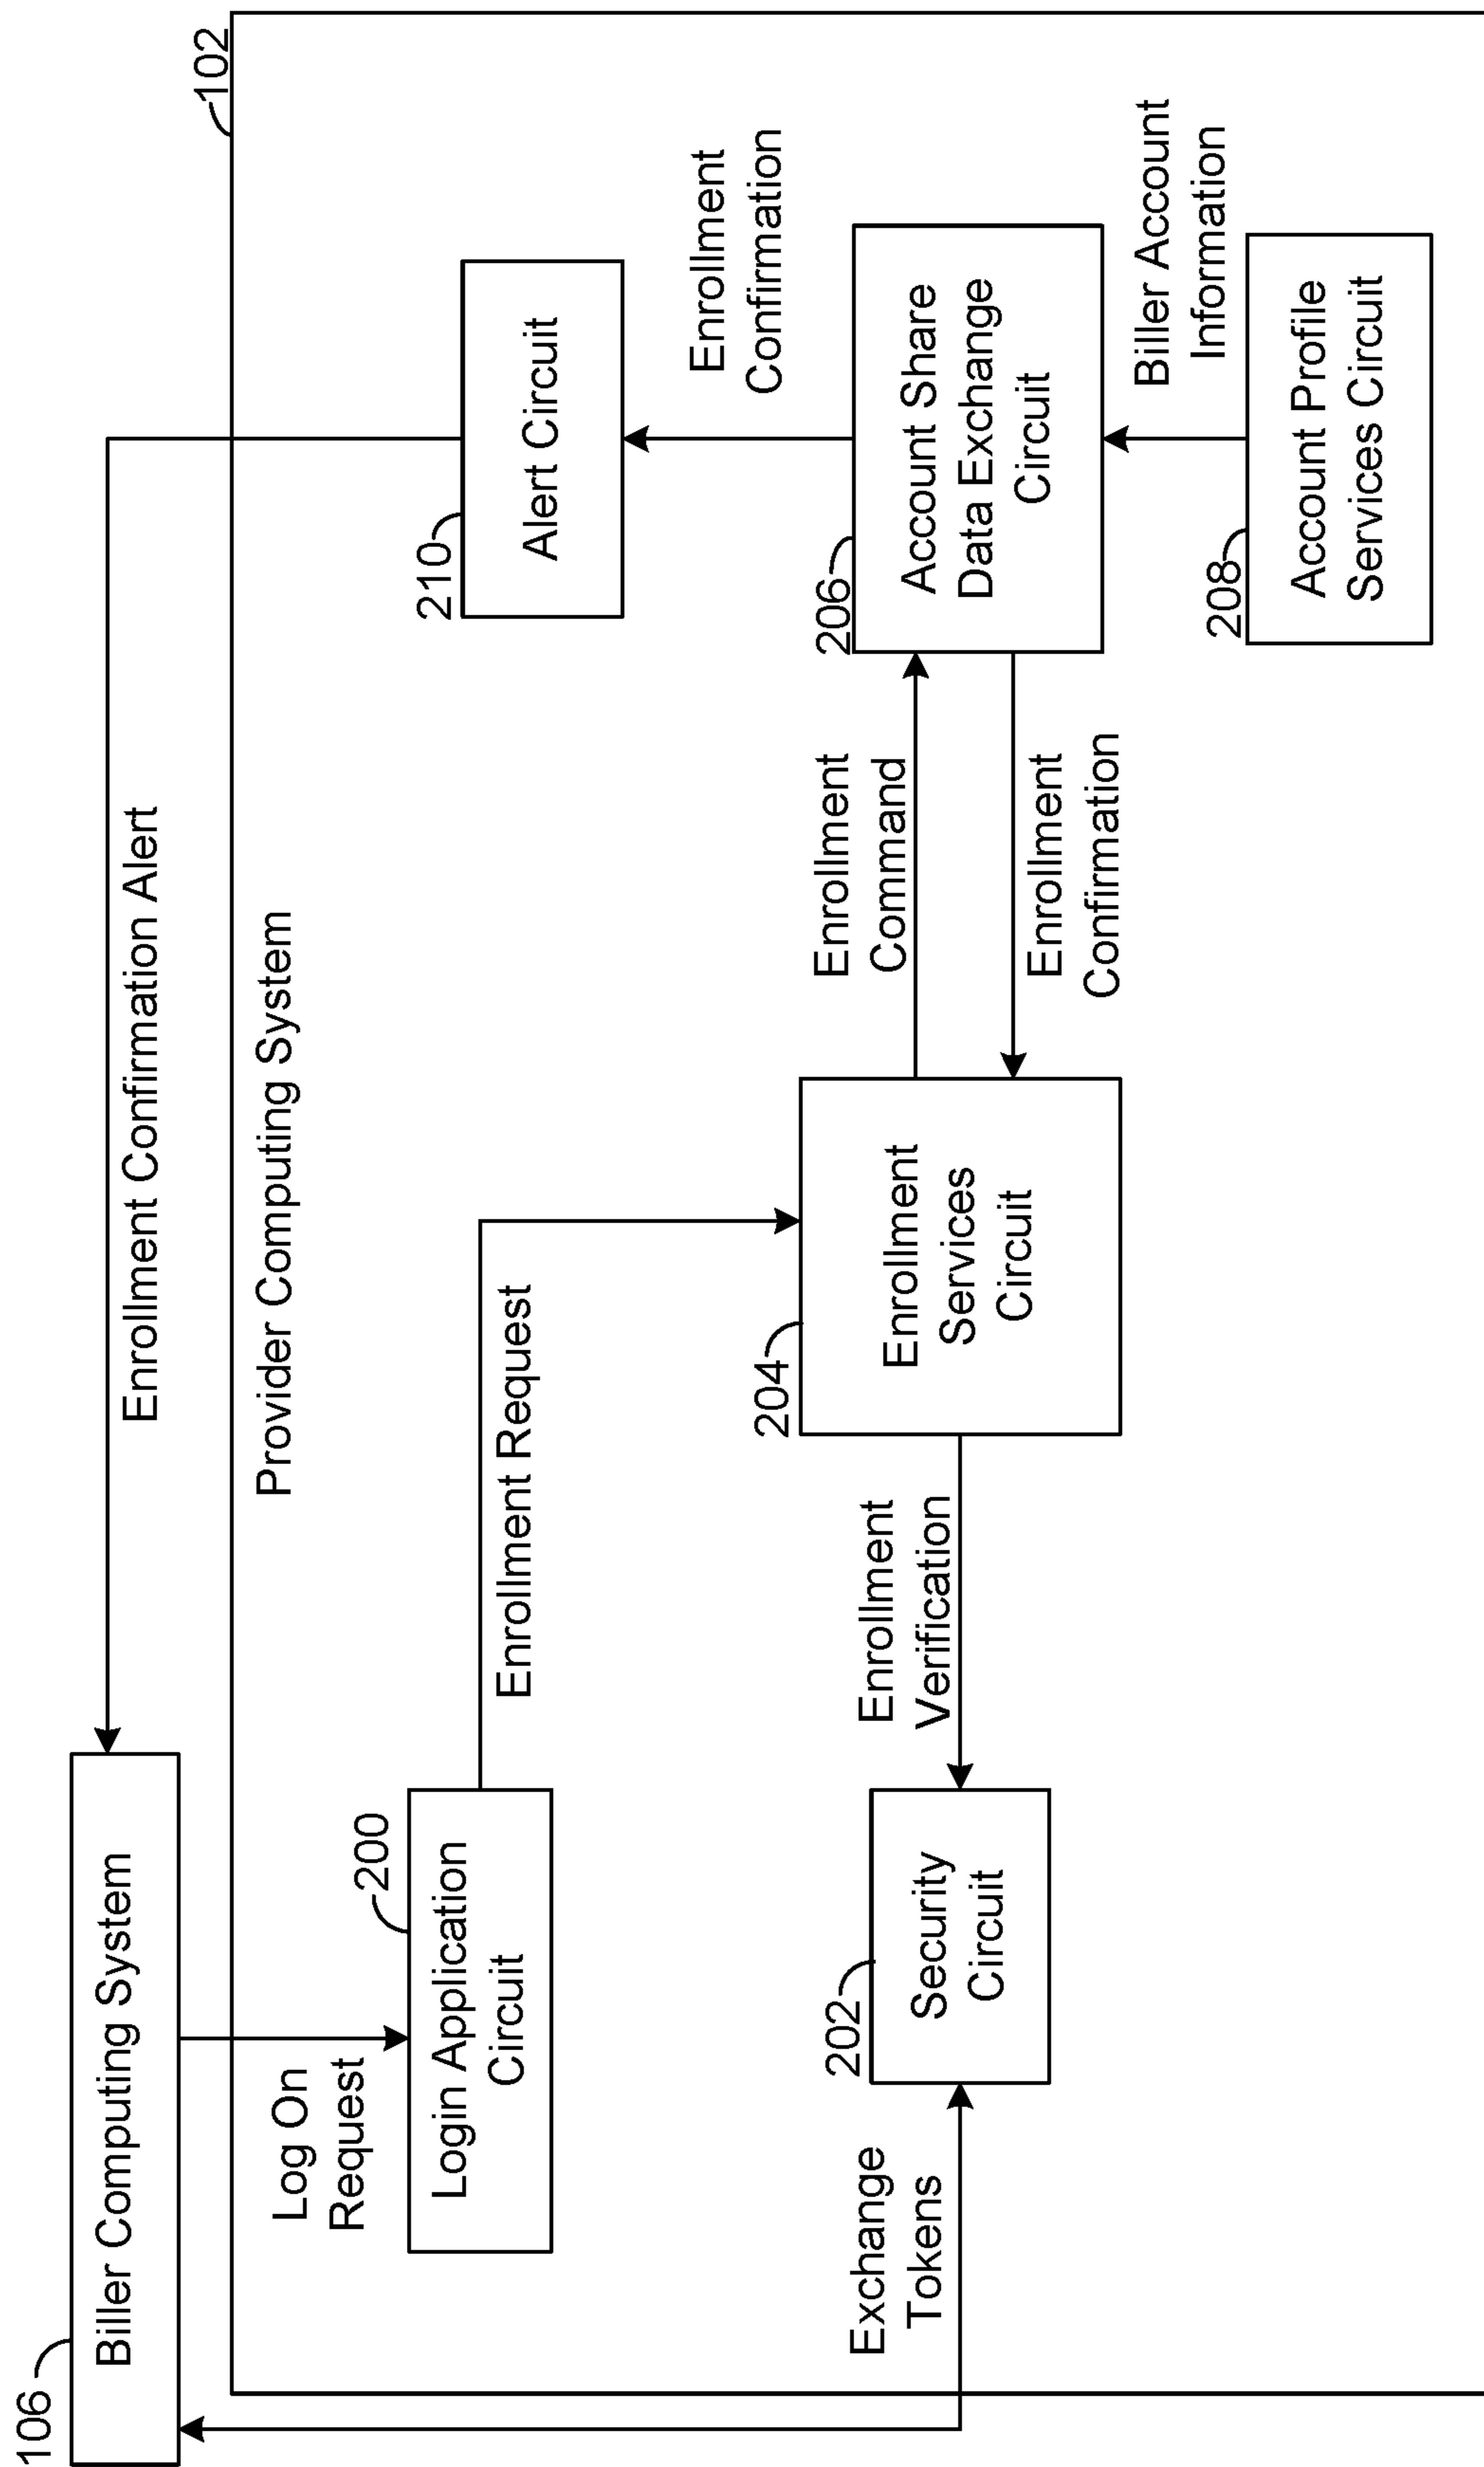 106
Biller Computing System
Enrollment Confirmation Alert
102
Provider Computing System
Log On
Request
200
Login Application
Circuit
Enrollment Request
210
Alert Circuit
Enrollment
Confirmation
Exchange
Tokens
202
Security
Circuit
Enrollment
Verification
204
Enrollment
Services
Circuit
Enrollment
Command
Enrollment
Confirmation
206
Account Share
Data Exchange
Circuit
Biller Account
Information
208
Account Profile
Services Circuit